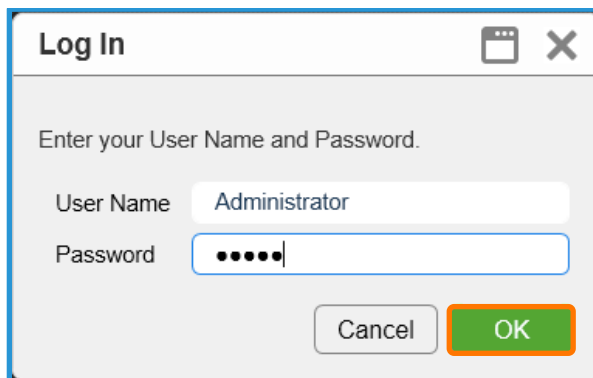 Log In
Enter your User Name and Password.
User Name Administrator
Password •••••
Cancel OK